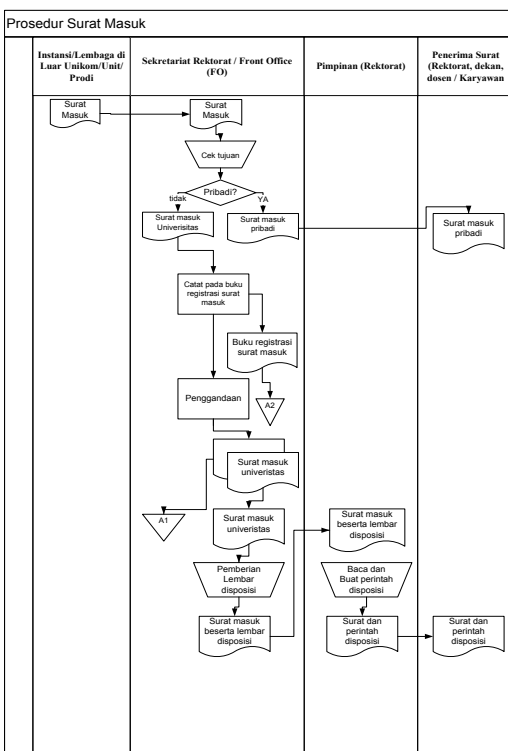 Prosedur Surat Masuk
Instansi/Lembaga di
Luar Unikom/Unit/
Prodi
Sekretariat Rektorat / Front Office
(FO)
Pimpinan (Rektorat)
Penerima Surat
(Rektorat, dekan,
dosen / Karyawan
Surat
Masuk
Surat
Masuk
Cek tujuan
Pribadi?
tidak
YA
Surat masuk
Univerisitas
Surat masuk
pribadi
Surat masuk
pribadi
Catat pada buku
registrasi surat
masuk
Buku registrasi
surat masuk
A2
Penggandaan
Surat masuk
univeristas
A1
Surat masuk
univeristas
Surat masuk
beserta lembar
disposisi
Pemberian
Lembar
disposisi
Baca dan
Buat perintah
disposisi
Surat masuk
beserta lembar
disposisi
Surat dan
perintah
disposisi
Surat dan
perintah
disposisi